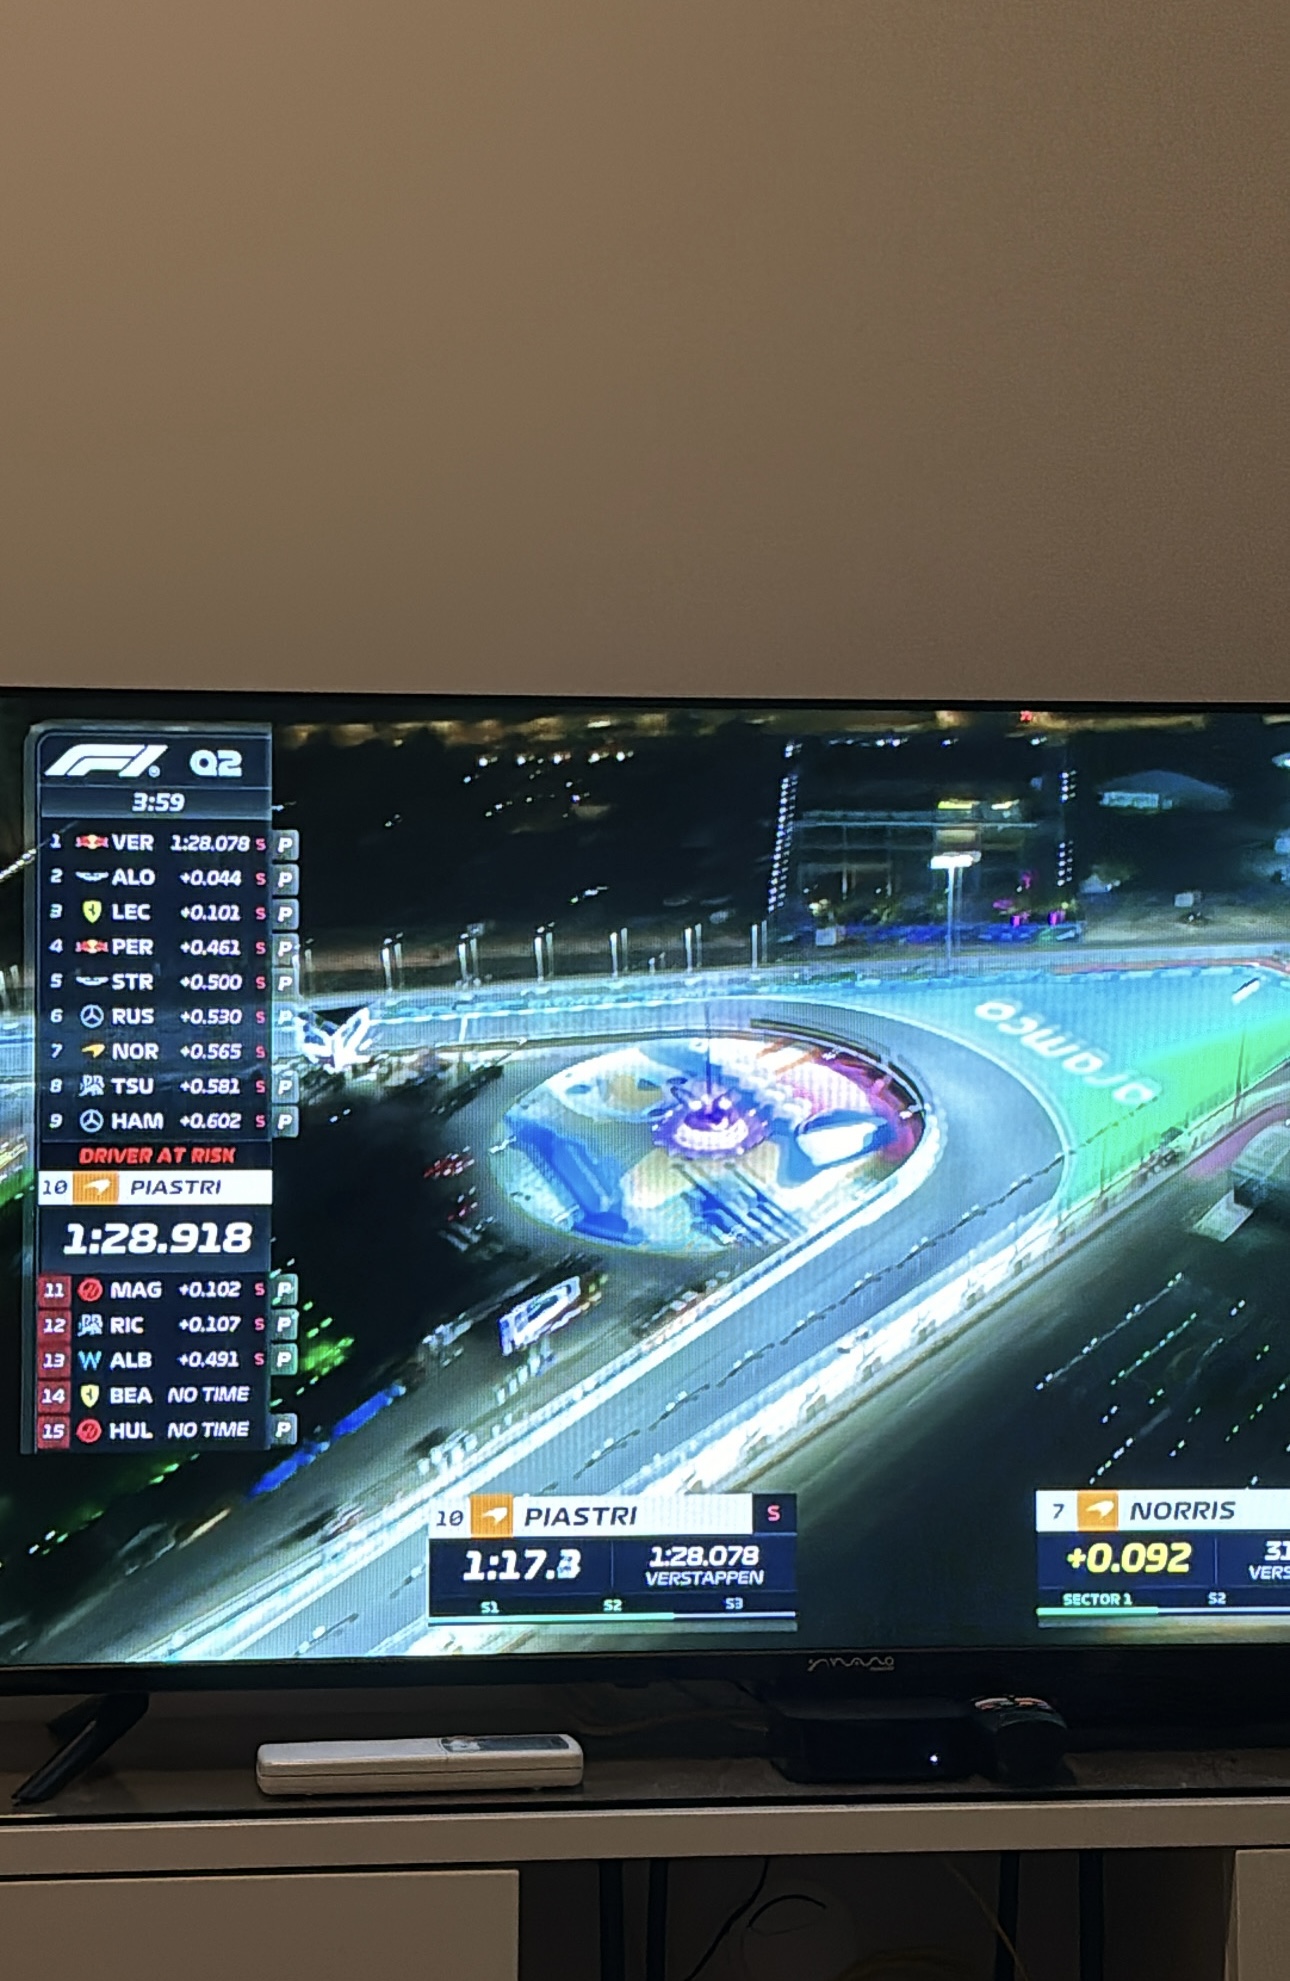 F1 Q2
3:59
1 VER 1:28.078 S P
2 ALO +0.044 S P
3 LEC +0.101 S P
4 PER +0.461 S P
5 STR +0.500 S P
6 RUS +0.530 S P
7 NOR +0.565 S
8 TSU +0.581 S P
9 HAM +0.602 S P
DRIVER AT RISK
10 PIASTRI
1:28.918
11 MAG +0.102 S P
12 RIC +0.107 S P
13 W ALB +0.491 S P
14 BEA NO TIME
15 HUL NO TIME P
aramco
10 PIASTRI S
1:17. 1:28.078
VERSTAPPEN
S1 S2 S3
7 NORRIS
+0.092 31
VERS
SECTOR 1 S2